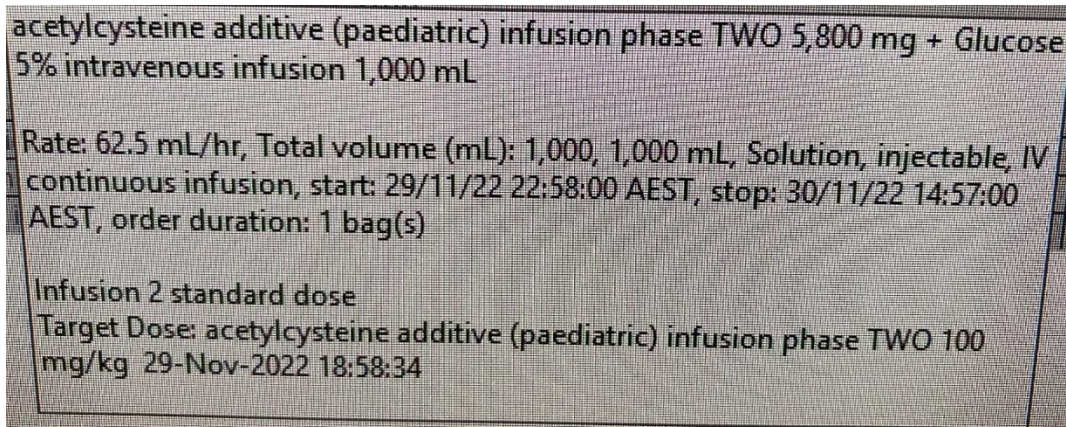 acetylcysteine additive (paediatric) infusion phase TWO 5,800 mg + Glucose
5% intravenous infusion 1,000 mL
Rate: 62.5 mL/hr, Total volume (mL): 1,000, 1,000 mL, Solution, injectable, IV
continuous infusion, start: 29/11/22 22:58:00 AEST, stop: 30/11/22 14:57:00
AEST, order duration: 1 bag(s)
Infusion 2 standard dose
Target Dose: acetylcysteine additive (paediatric) infusion phase TWO 100
mg/kg 29-Nov-2022 18:58:34